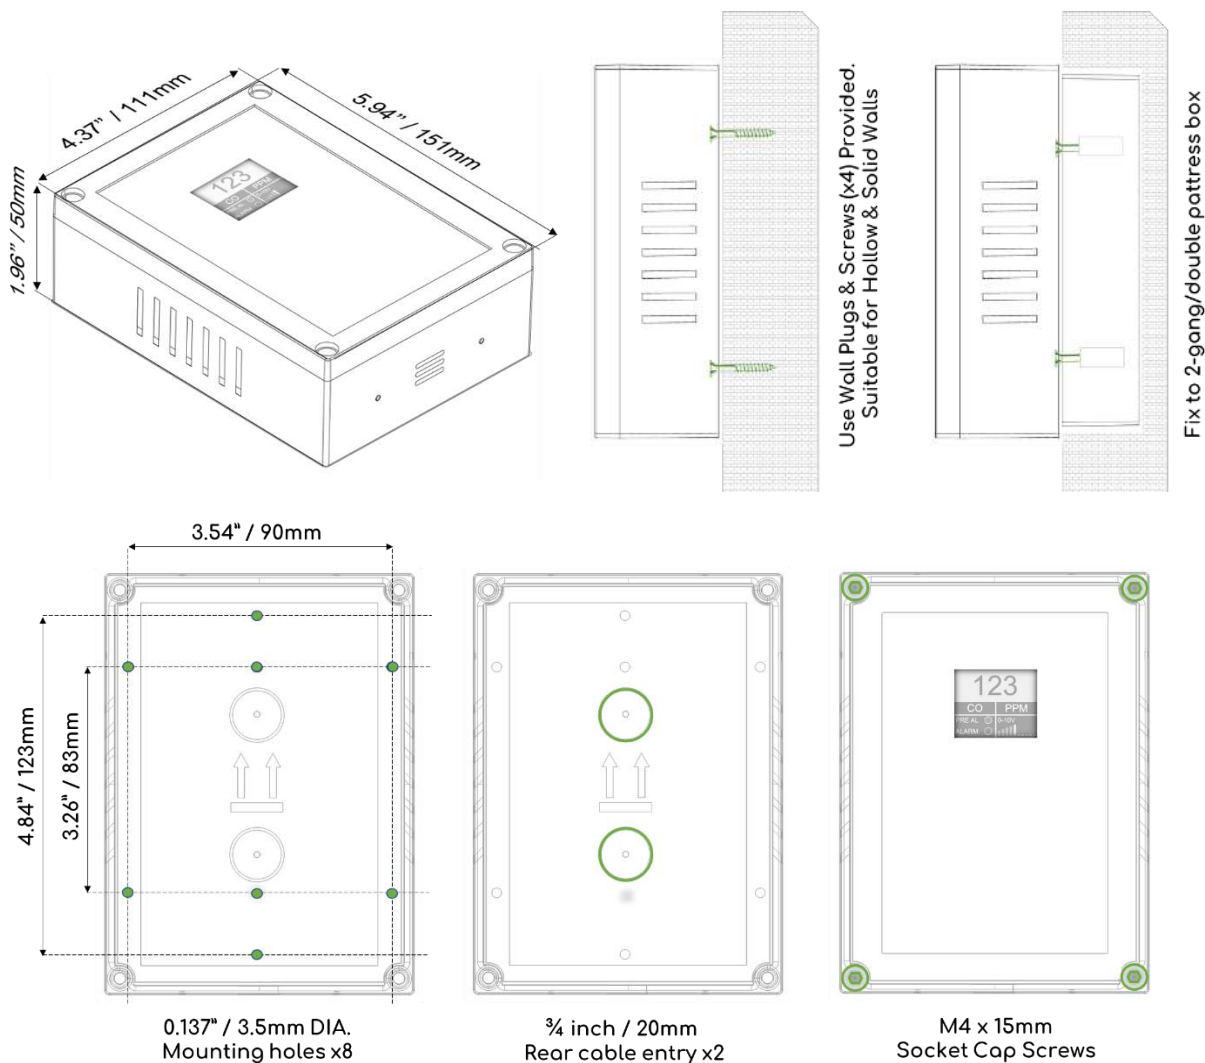 4.37" / 111mm
5.94" / 151mm
1.96" / 50mm
123
CO PPM
Use Wall Plugs & Screws (x4) Provided.
Suitable for Hollow & Solid Walls
Fix to 2-gang/double pattress box
3.54" / 90mm
4.84" / 123mm
3.26" / 83mm
123
CO PPM
PRE AL 0-10V
ALARM
0.137" / 3.5mm DIA.
Mounting holes x8
¾ inch / 20mm
Rear cable entry x2
M4 x 15mm
Socket Cap Screws